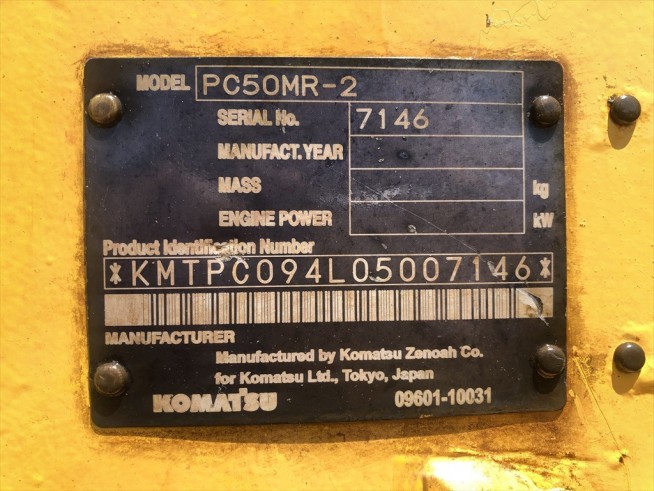 MODEL PC50MR-2
SERIAL No. 7146
MANUFACT. YEAR
MASS kg
ENGINE POWER kW
Product Identification Number
*KMTPC094L05007146*
MANUFACTURER
Manufactured by Komatsu Zenoah Co.
for Komatsu Ltd., Tokyo, Japan
KOMATSU 09601-10031